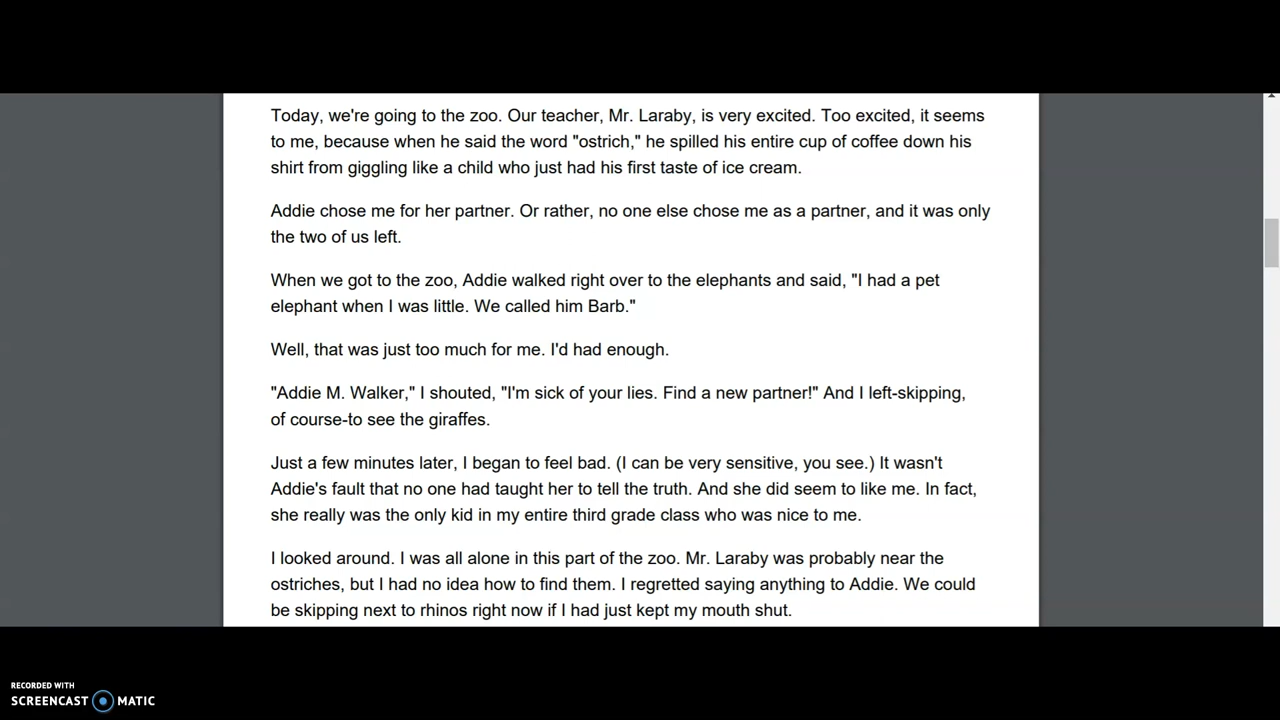 Today, we're going to the zoo. Our teacher, Mr. Laraby, is very excited. Too excited, it seems
to me, because when he said the word "ostrich," he spilled his entire cup of coffee down his
shirt from giggling like a child who just had his first taste of ice cream.
Addie chose me for her partner. Or rather, no one else chose me as a partner, and it was only
the two of us left.
When we got to the zoo, Addie walked right over to the elephants and said, "I had a pet
elephant when I was little. We called him Barb."
Well, that was just too much for me. I'd had enough.
"Addie M. Walker," I shouted, "I'm sick of your lies. Find a new partner!" And I left-skipping,
of course-to see the giraffes.
Just a few minutes later, I began to feel bad. (I can be very sensitive, you see.) It wasn't
Addie's fault that no one had taught her to tell the truth. And she did seem to like me. In fact,
she really was the only kid in my entire third grade class who was nice to me.
I looked around. I was all alone in this part of the zoo. Mr. Laraby was probably near the
ostriches, but I had no idea how to find them. I regretted saying anything to Addie. We could
be skipping next to rhinos right now if I had just kept my mouth shut.
RECORDED WITH
SCREENCAST MATIC